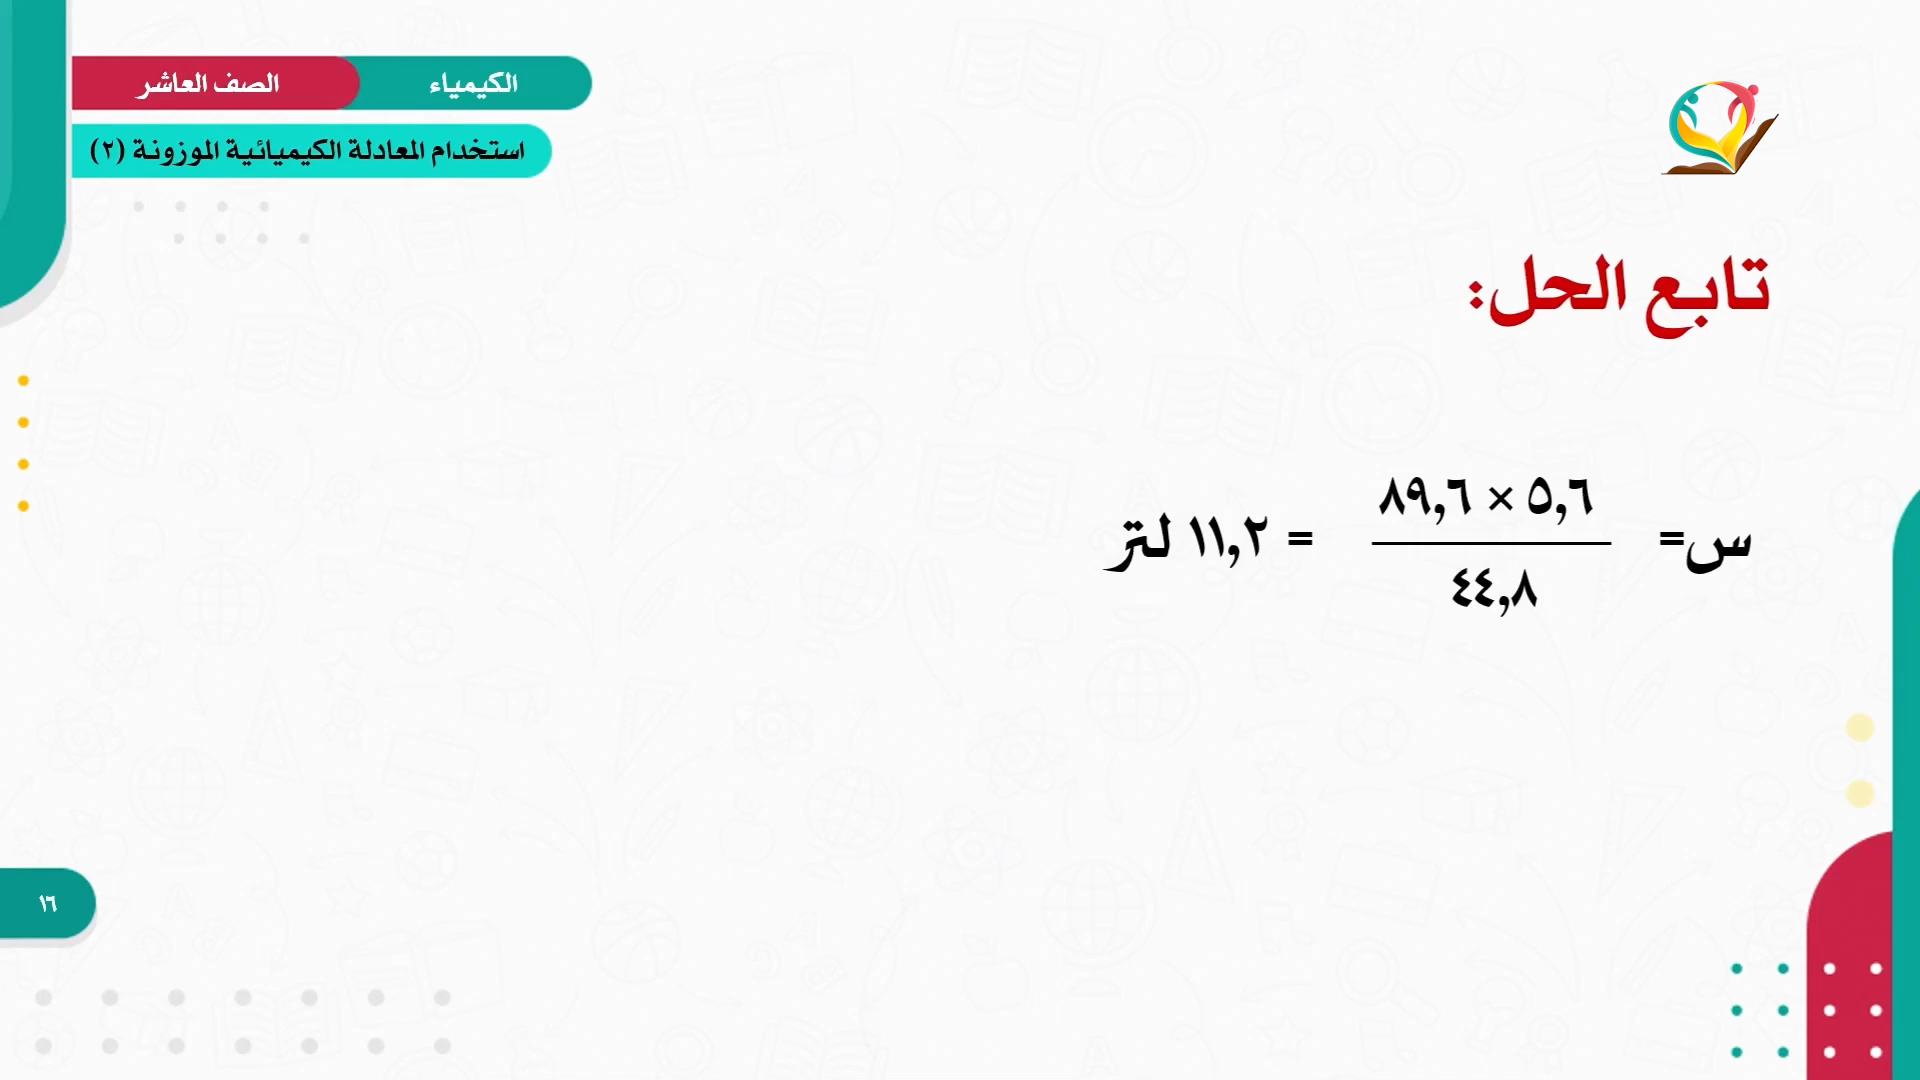 الكيمياء
الصف العاشر
استخدام المعادلة الكيميائية الموزونة (٢)
تابع الحل:
٥,٦ × ٨٩,٦
س= = ١١,٢ لتر
٤٤,٨
١٦